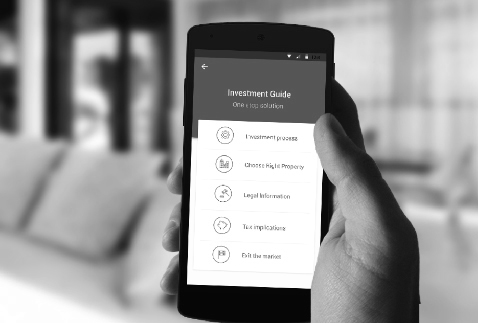 Investment Guide
One stop solution
Investment process
Choose Right Property
Legal Information
Tax implications
Exit the market